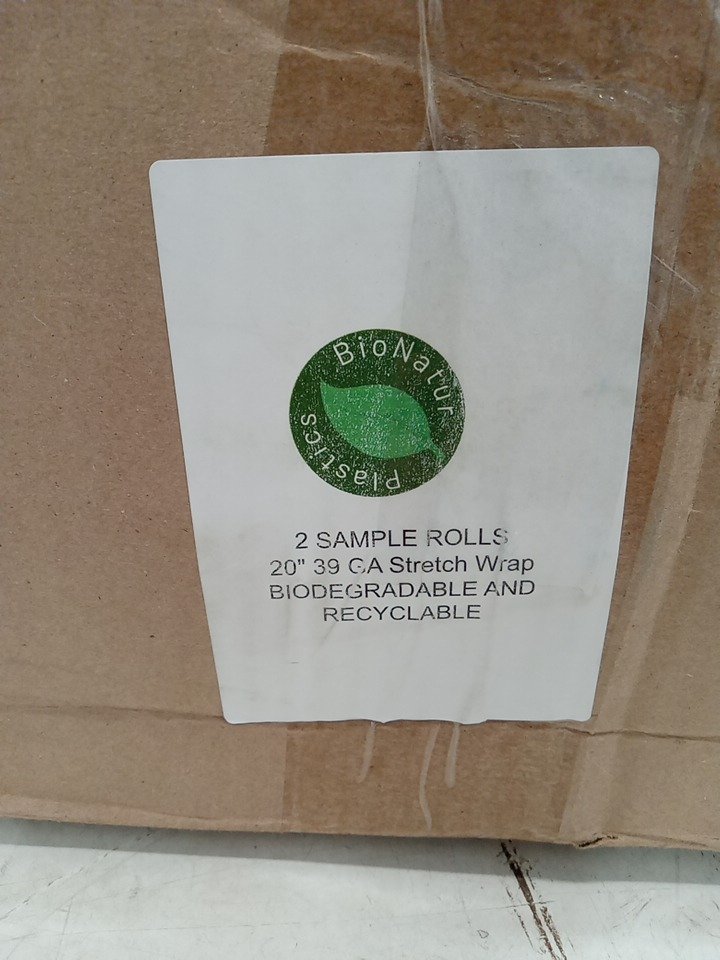 BioNatur
Plastics
2 SAMPLE ROLLS
20" 39 GA Stretch Wrap
BIODEGRADABLE AND
RECYCLABLE